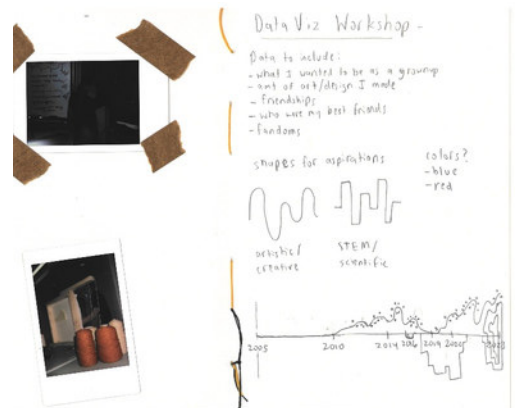 Data Viz Workshop -
Data to include:
- what I wanted to be as a grownup
- amt of art/design I made
- friendships
- who were my best friends
- fandoms
shapes for aspirations
colors?
- blue
- red
artistic/
creative
STEM/
scientific
2005 2010 2014 2016 2019 2020 2023